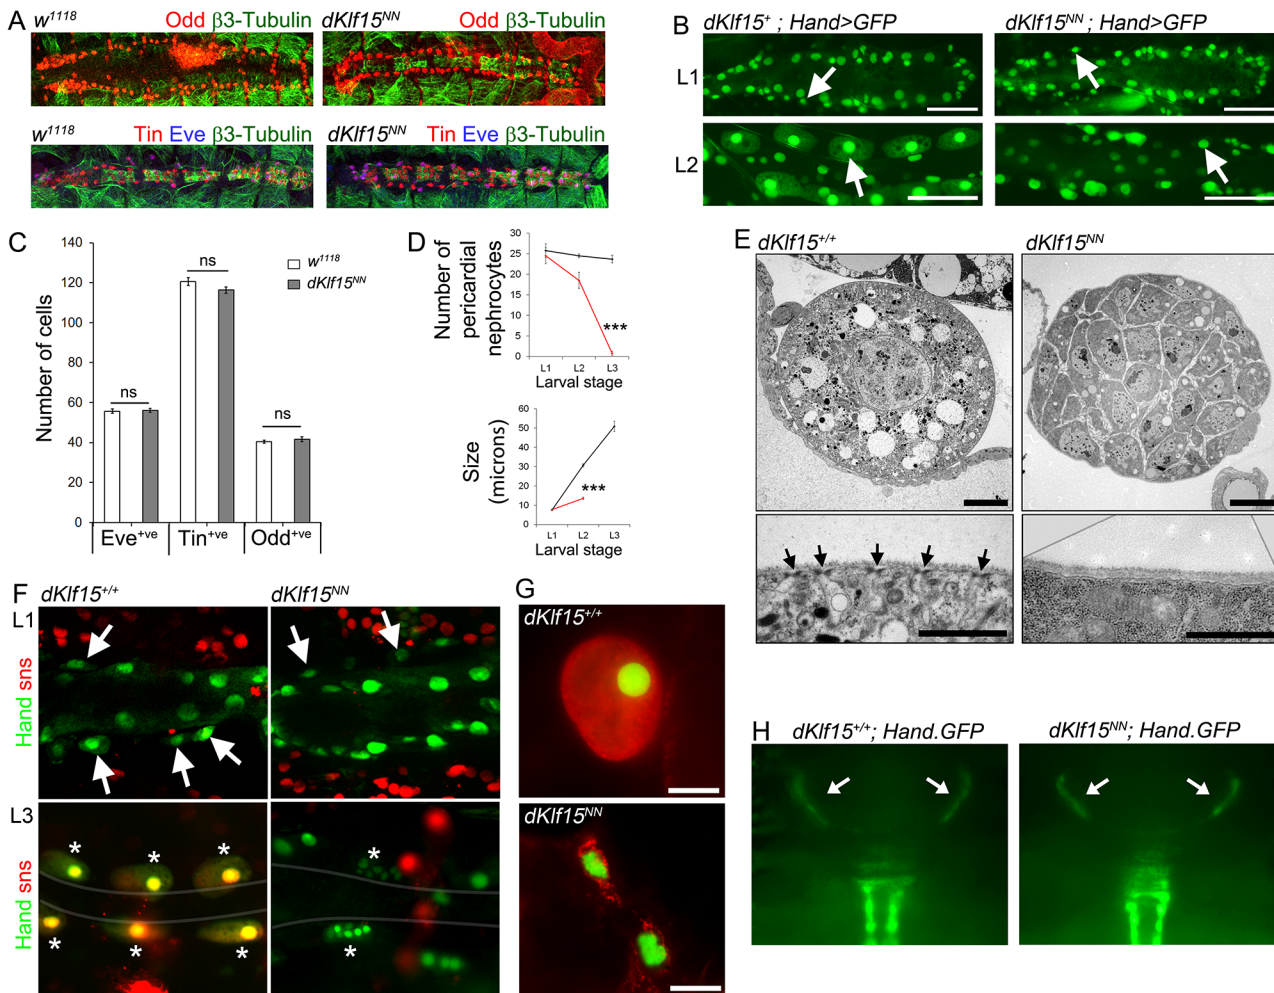 A
w1118 Odd β3-Tubulin
dKlf15NN Odd β3-Tubulin
w1118 Tin Eve β3-Tubulin
dKlf15NN Tin Eve β3-Tubulin
B
dKlf15+ ; Hand>GFP
dKlf15NN ; Hand>GFP
L1
L2
C
Number of cells
140
120
100
80
60
40
20
0
ns
ns
ns
w1118
dKlf15NN
Eve+ve
Tin+ve
Odd+ve
D
Number of
pericardial
nephrocytes
30
25
20
15
10
5
0
***
L1 L2 L3
Larval stage
Size
(microns)
60
50
40
30
20
10
0
***
L1 L2 L3
Larval stage
E
dKlf15+/+
dKlf15NN
F
dKlf15+/+
dKlf15NN
L1
Hand sns
L3
Hand sns
* * *
* * *
*
*
G
dKlf15+/+
dKlf15NN
H
dKlf15+/+; Hand.GFP
dKlf15NN; Hand.GFP